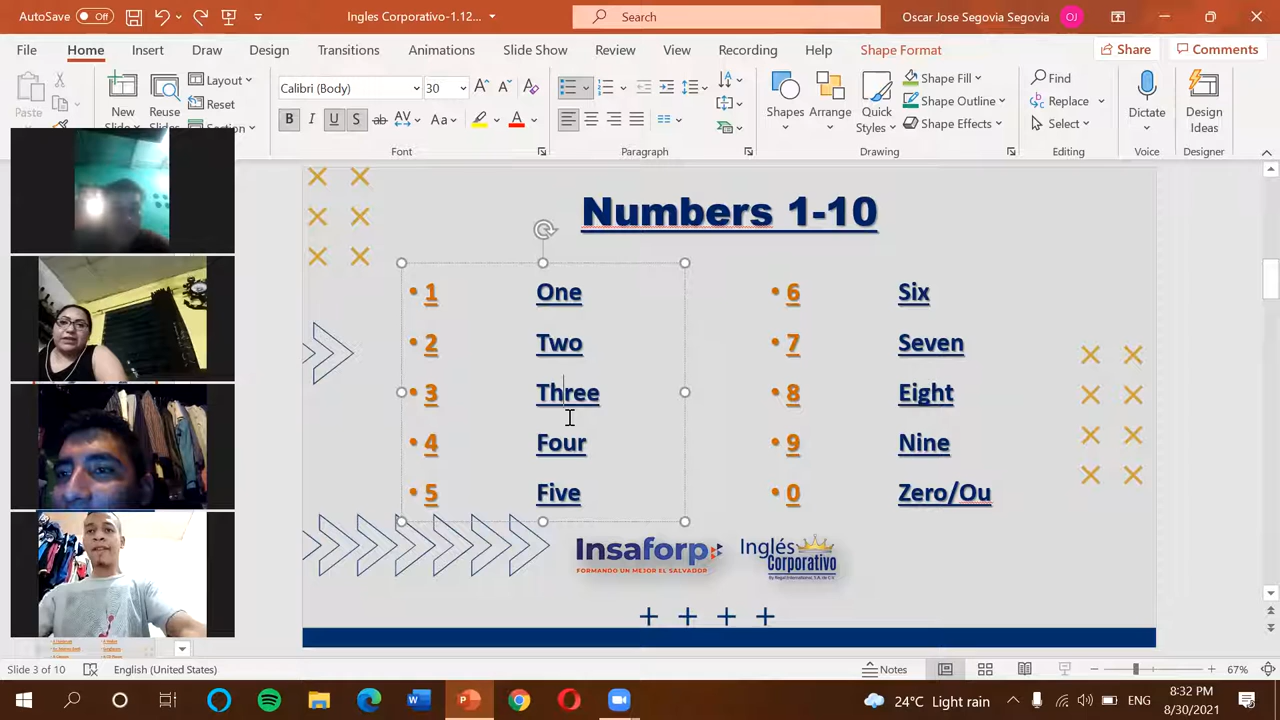 AutoSave Off Ingles Corporativo-1.12... Search Oscar Jose Segovia Segovia OJ
File Home Insert Draw Design Transitions Animations Slide Show Review View Recording Help Shape Format Share Comments
Paste New Slide Reuse Slides Layout Reset Section
Calibri (Body) 30
Shapes Arrange Quick Styles Shape Fill Shape Outline Shape Effects
Find Replace Select
Dictate Design Ideas
Font Paragraph Drawing Editing Voice Designer
Numbers 1-10
• 1 One
• 2 Two
• 3 Three
• 4 Four
• 5 Five
• 6 Six
• 7 Seven
• 8 Eight
• 9 Nine
• 0 Zero/Ou
Insaforp
FORMANDO UN MEJOR EL SALVADOR
Inglés
Corporativo
By Regal International, S.A. de C.V.
Slide 3 of 10 English (United States) Notes 67%
24°C Light rain ENG 8:32 PM
8/30/2021